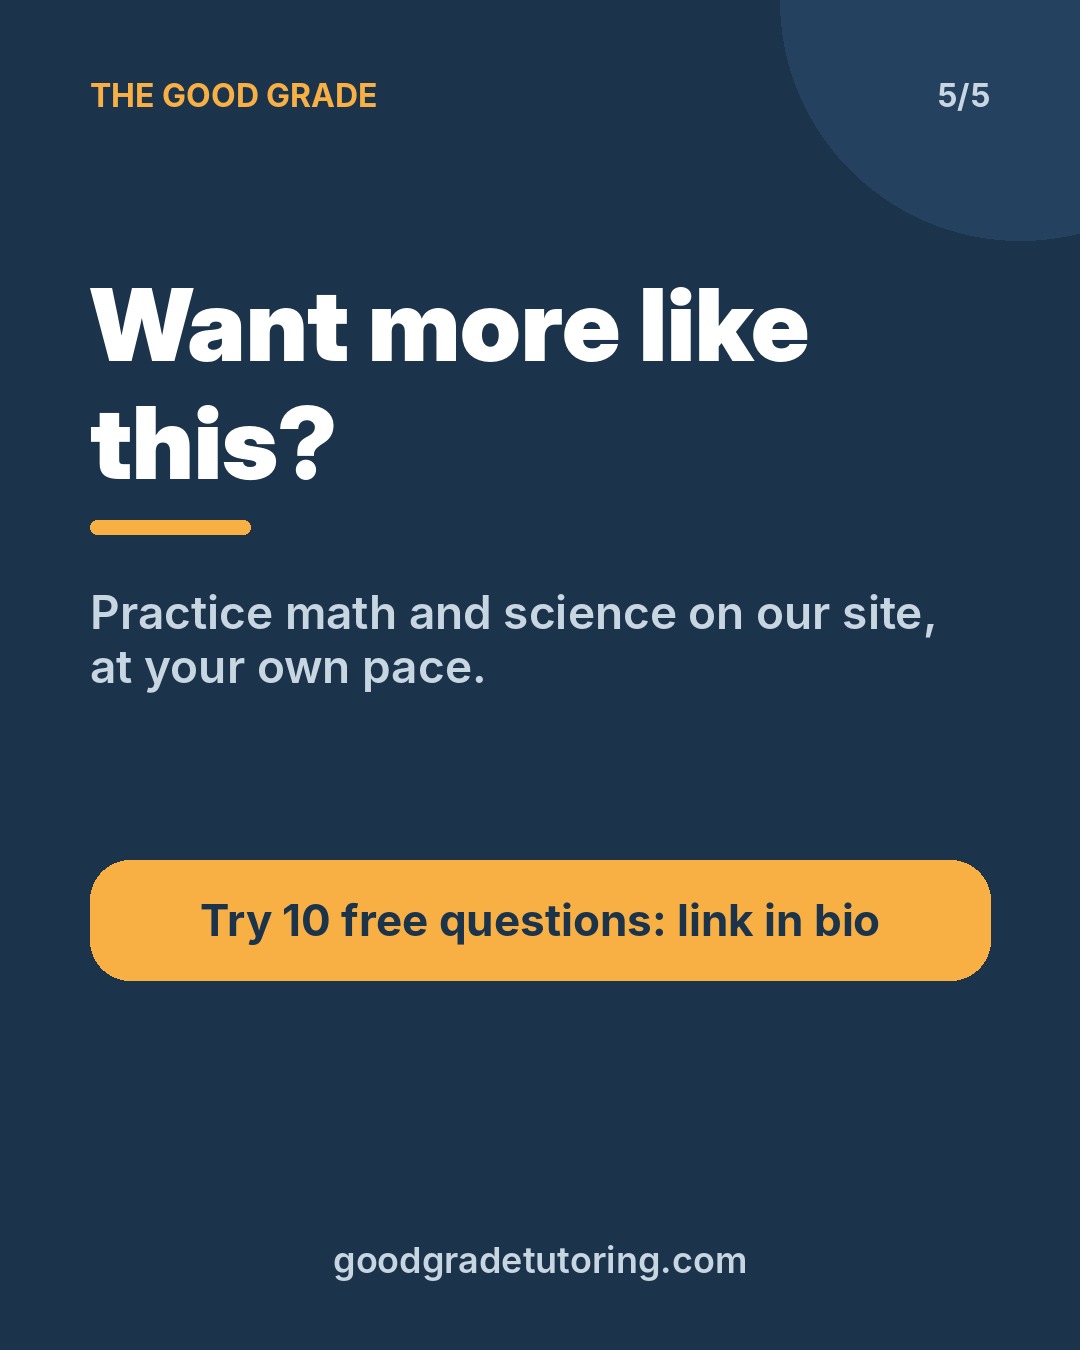 THE GOOD GRADE
5/5
Want more like
this?
Practice math and science on our site,
at your own pace.
Try 10 free questions: link in bio
goodgradetutoring.com